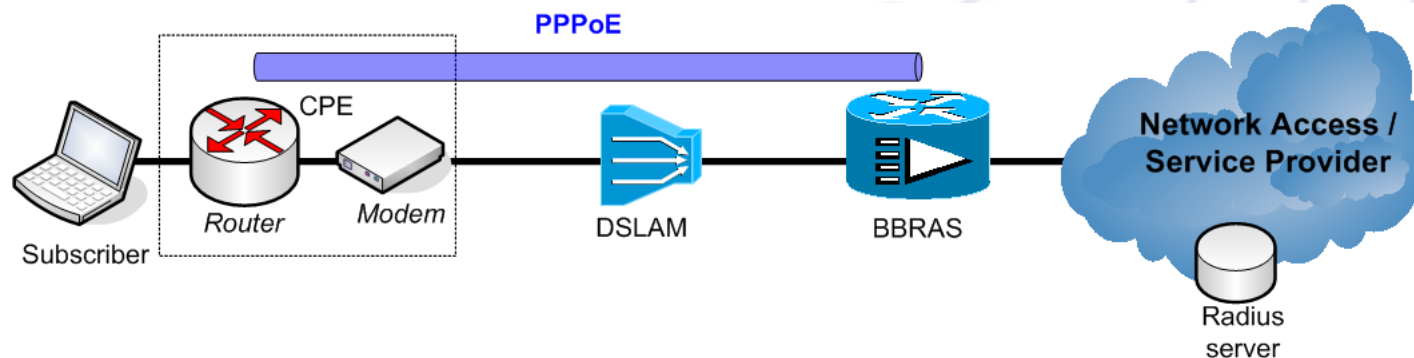 PPPoE
CPE
Router
Modem
Subscriber
DSLAM
BBRAS
Network Access /
Service Provider
Radius
server